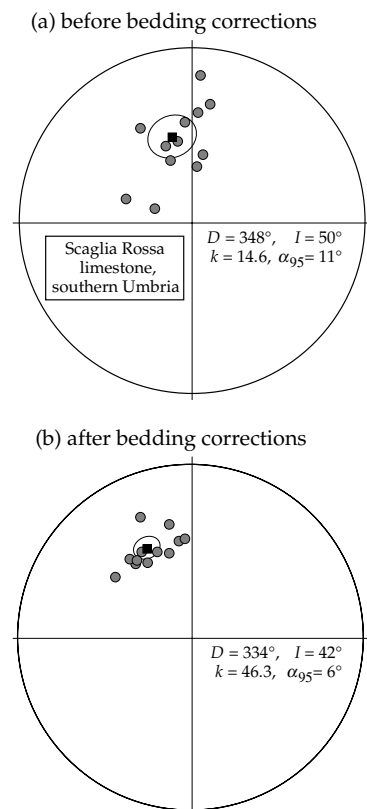 (a) before bedding corrections
D = 348°, I = 50°
k = 14.6, α95= 11°
Scaglia Rossa
limestone,
southern Umbria
(b) after bedding corrections
D = 334°, I = 42°
k = 46.3, α95= 6°